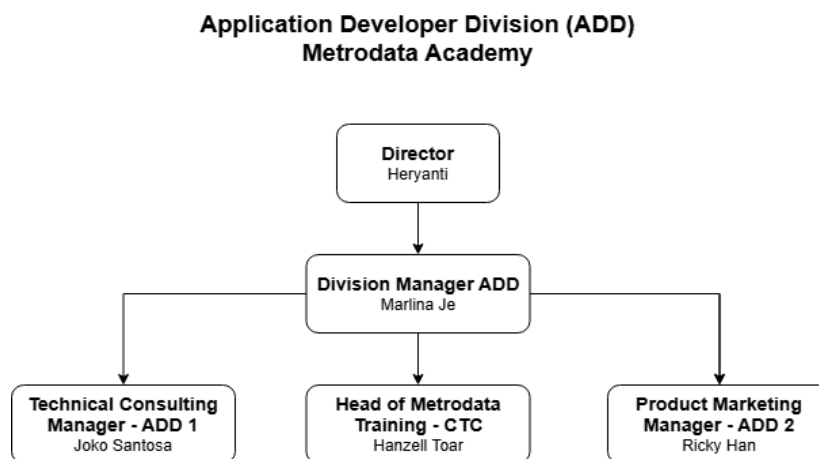 Application Developer Division (ADD)
Metrodata Academy
Director
Heryanti
Division Manager ADD
Marlina Je
Technical Consulting
Manager - ADD 1
Joko Santosa
Head of Metrodata
Training - CTC
Hanzell Toar
Product Marketing
Manager - ADD 2
Ricky Han